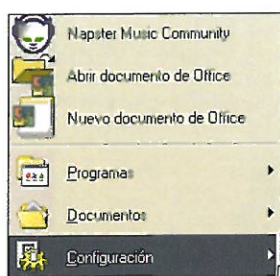 Napster Music Community
Abrir documento de Office
Nuevo documento de Office
Programas
Documentos
Configuración